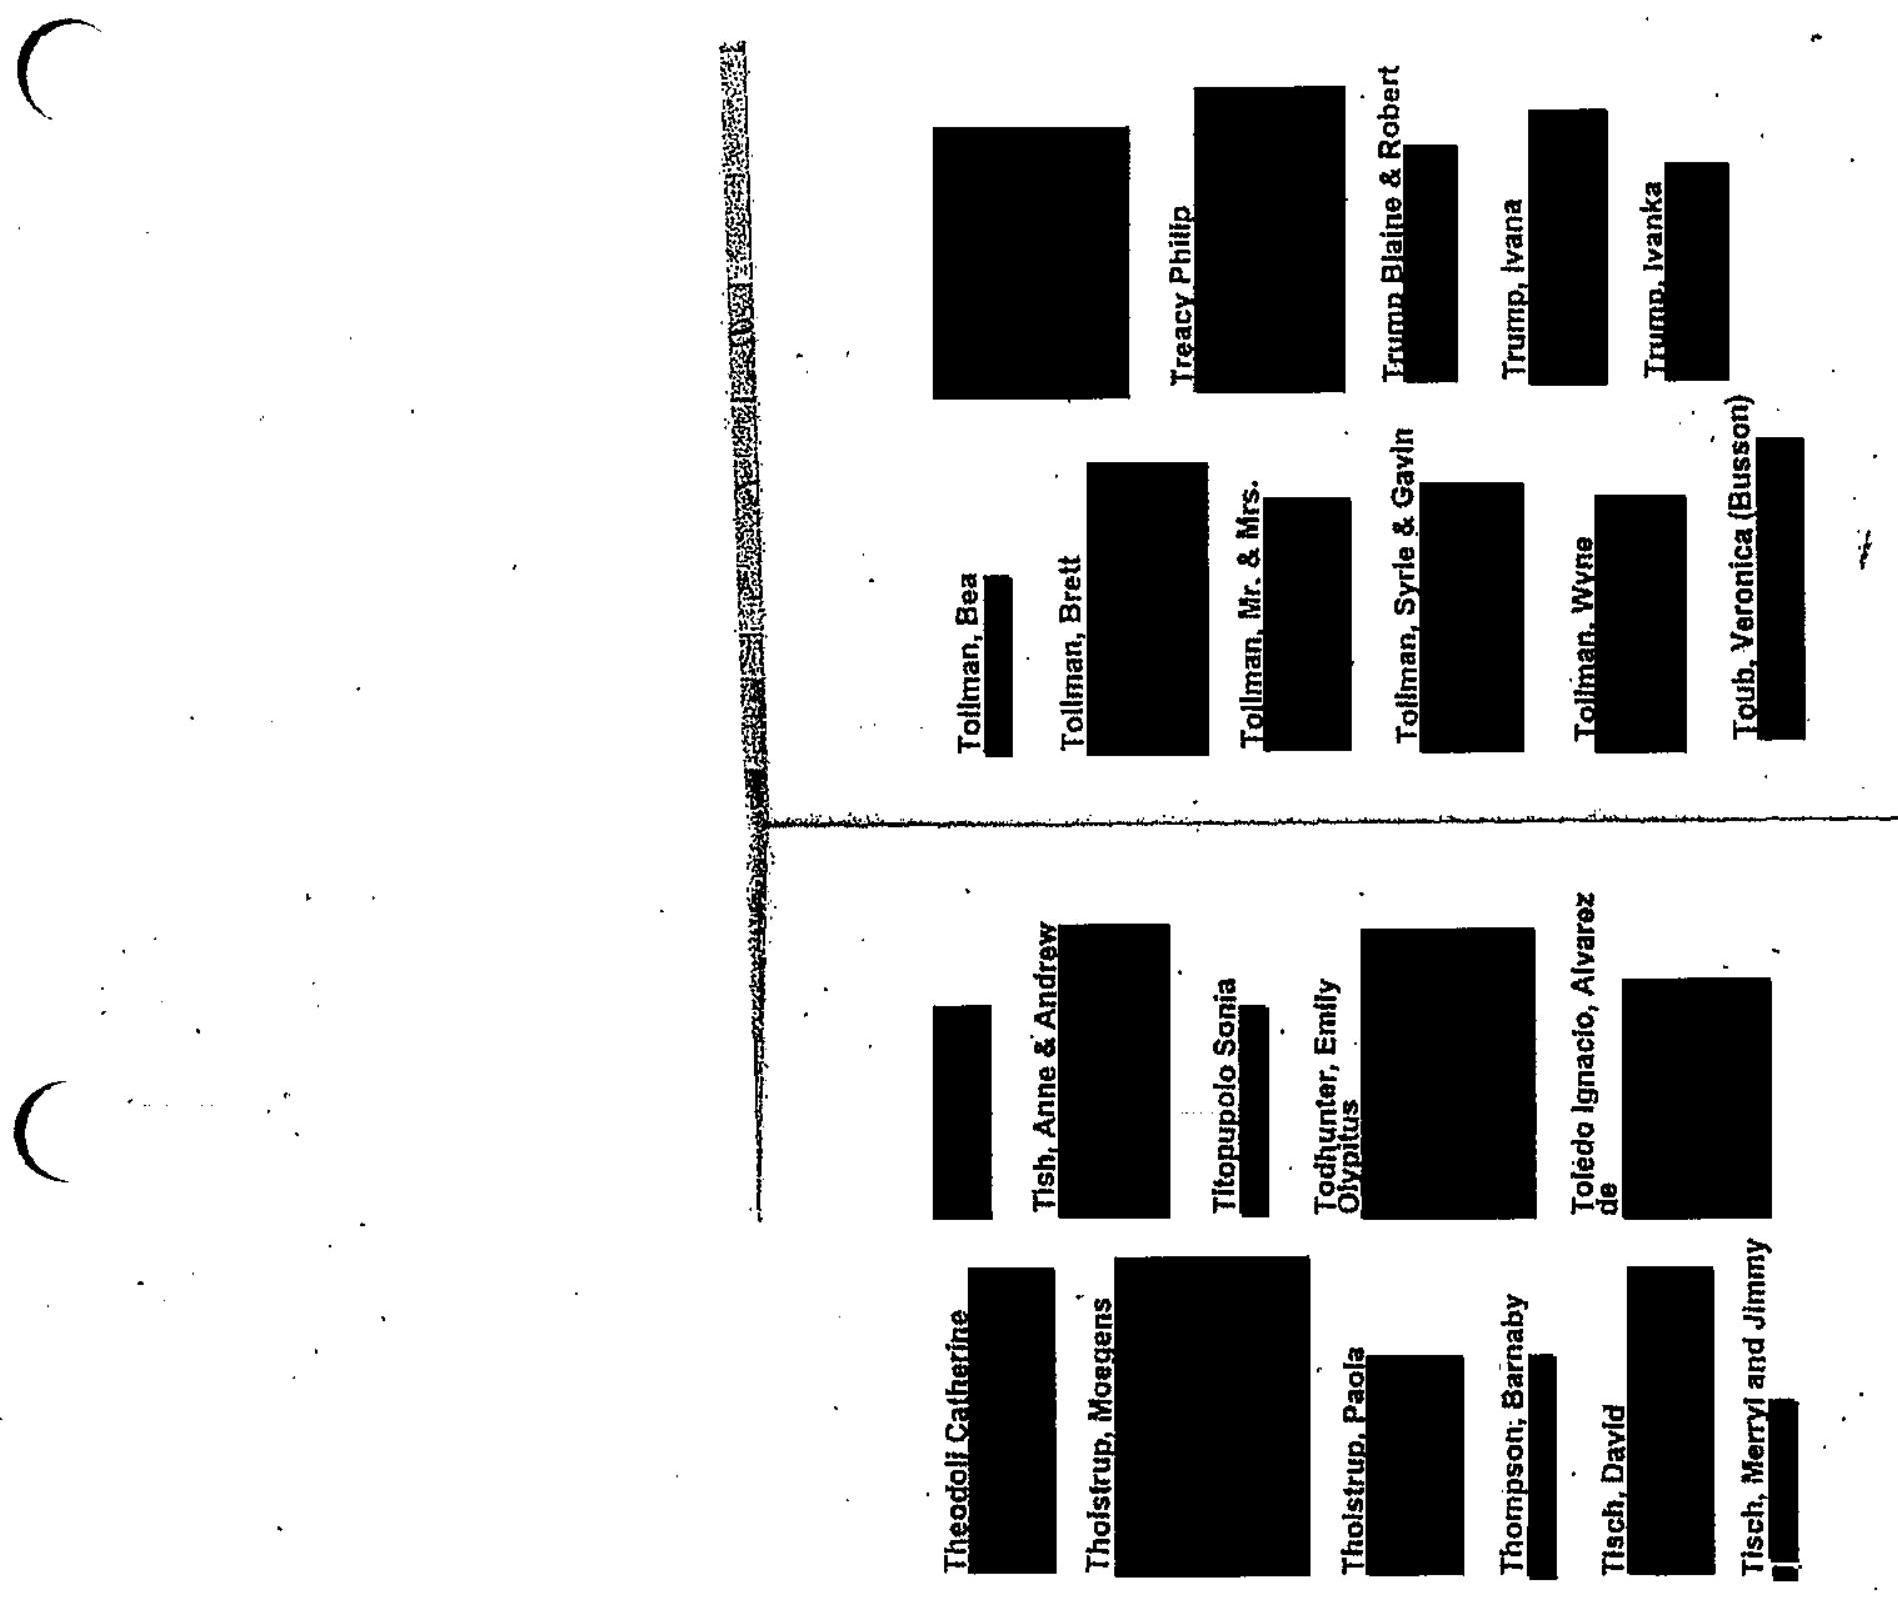 Theodoli Catherine
Tholstrup, Moegens
Tholstrup, Paola
Thompson, Barnaby
Tisch, David
Tisch, Merryl and Jimmy
Tish, Anne & Andrew
Titopupolo Sonia
Todhunter, Emily
Olypitus
Toledo Ignacio, Alvarez
de
Tollman, Bea
Tollman, Brett
Tollman, Mr. & Mrs.
Tollman, Syrie & Gavin
Tollman, Wyne
Toub, Veronica (Busson)
Treacy Philip
Trump Blaine & Robert
Trump, Ivana
Trump, Ivanka